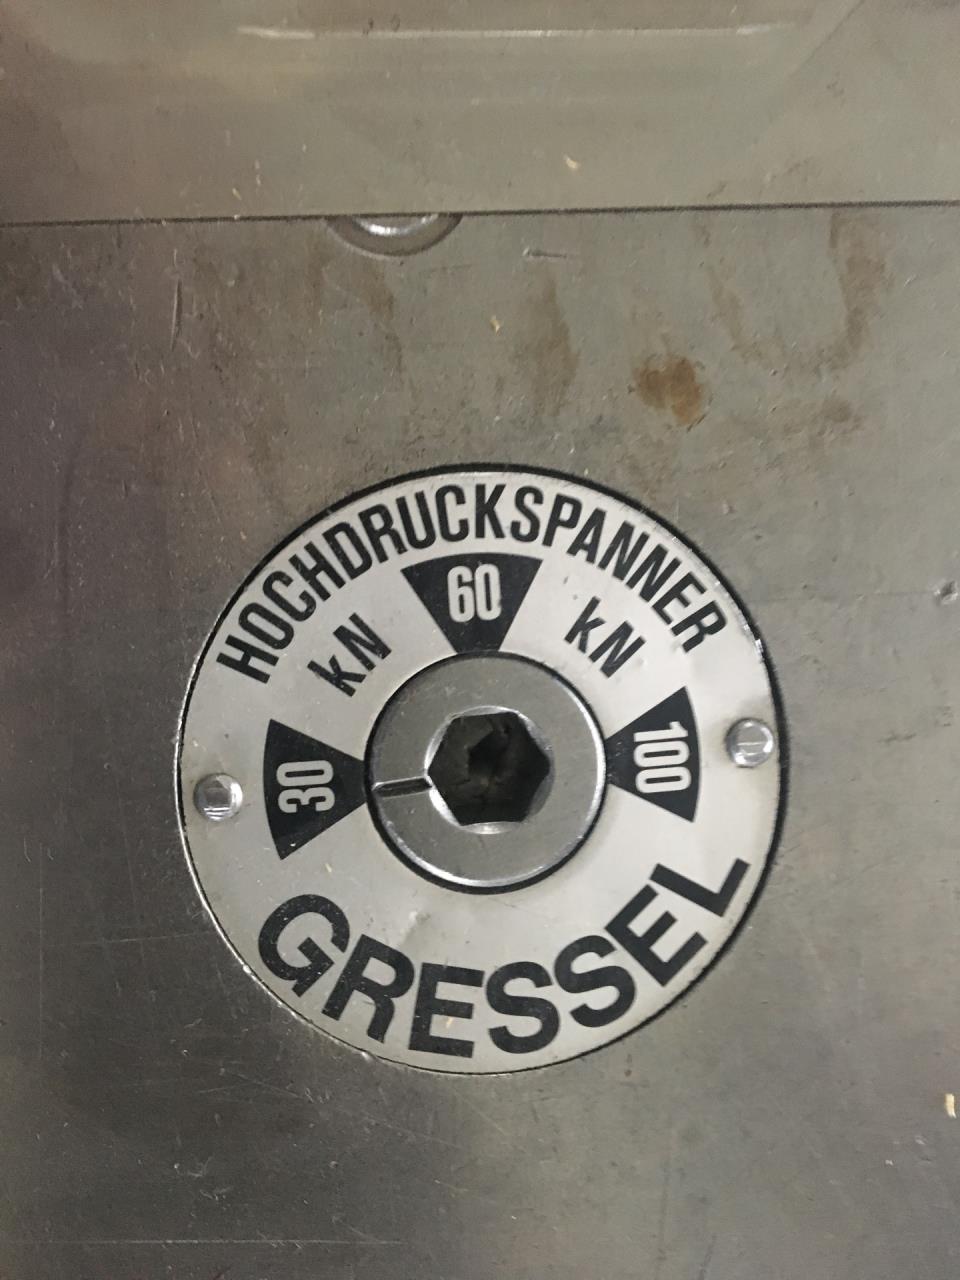 HOCHDRUCKSPANNER
kN 60 kN
30 100
GRESSEL